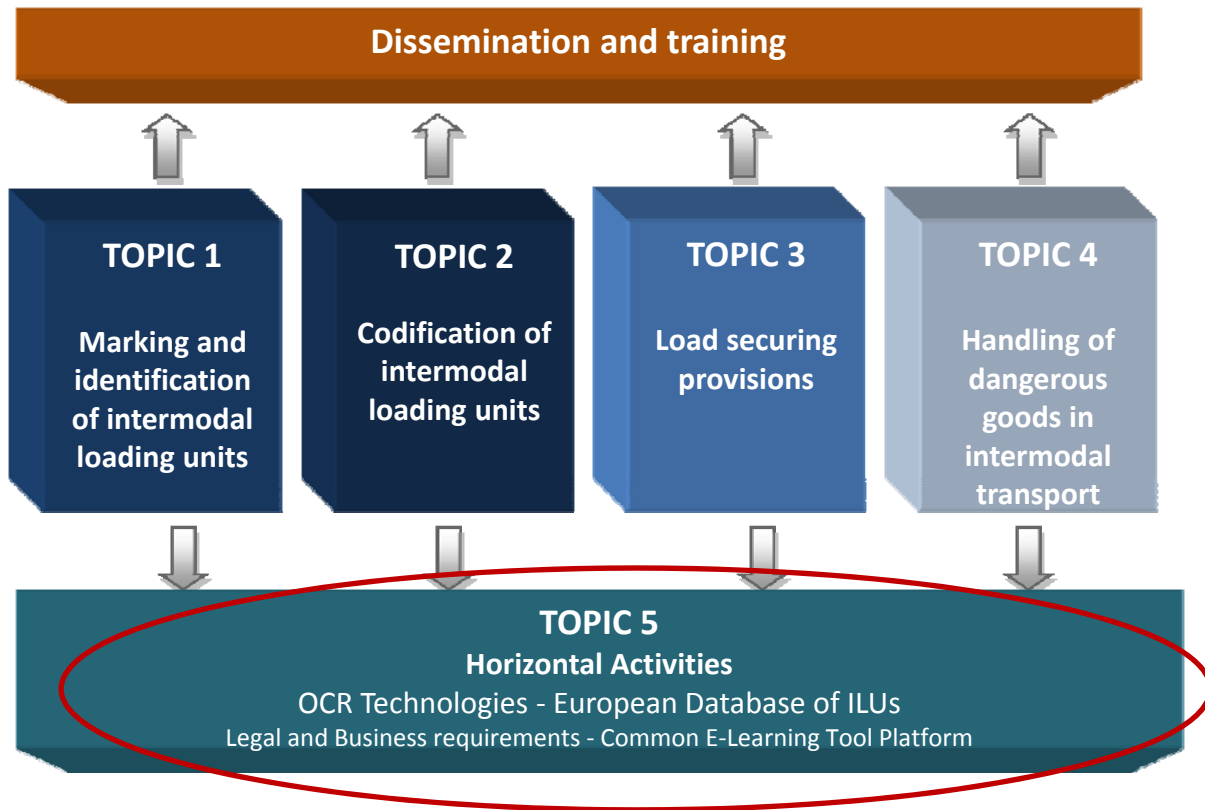 Dissemination and training
TOPIC 1
Marking and
identification
of intermodal
loading units
TOPIC 2
Codification of
intermodal
loading units
TOPIC 3
Load securing
provisions
TOPIC 4
Handling of
dangerous
goods in
intermodal
transport
TOPIC 5
Horizontal Activities
OCR Technologies - European Database of ILUs
Legal and Business requirements - Common E-Learning Tool Platform